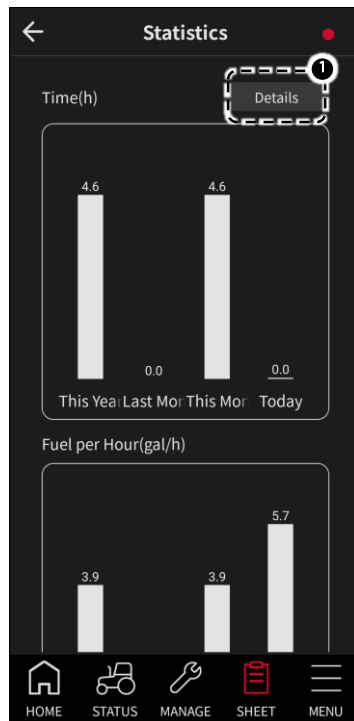 Statistics
1
Time(h)
Details
4.6
4.6
0.0
0.0
This Year Last Mor This Mor Today
Fuel per Hour(gal/h)
5.7
3.9
3.9
HOME STATUS MANAGE SHEET MENU